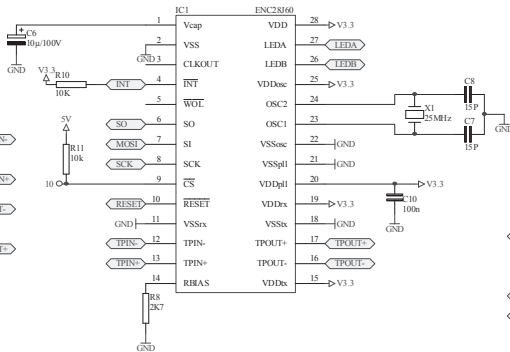 IC1 ENC28J60
C6 10µ/100V
GND
1 Vcap VDD 28 V3.3
GND 2 VSS LEDA 27 LEDA
3 CLKOUT LEDB 26 LEDB
V3.3 R10 10K INT 4 INT VDDosc 25 V3.3
5 WOL OSC2 24
X1 25MHz
C8 15P
C7 15P
GND
5V
R11 10k
SO 6 SO OSC1 23
MOSI 7 SI VSSosc 22 GND
SCK 8 SCK VSSpll 21 GND
10 9 CS VDDpll 20 V3.3
C10 100n
GND
RESET 10 RESET VDDrx 19 V3.3
GND 11 VSSrx VSStx 18 GND
TPIN- 12 TPIN- TPOUT+ 17 TPOUT+
TPIN+ 13 TPIN+ TPOUT- 16 TPOUT-
14 RBIAS VDDtx 15 V3.3
R8 2K7
GND
N-
N+
T-
T+